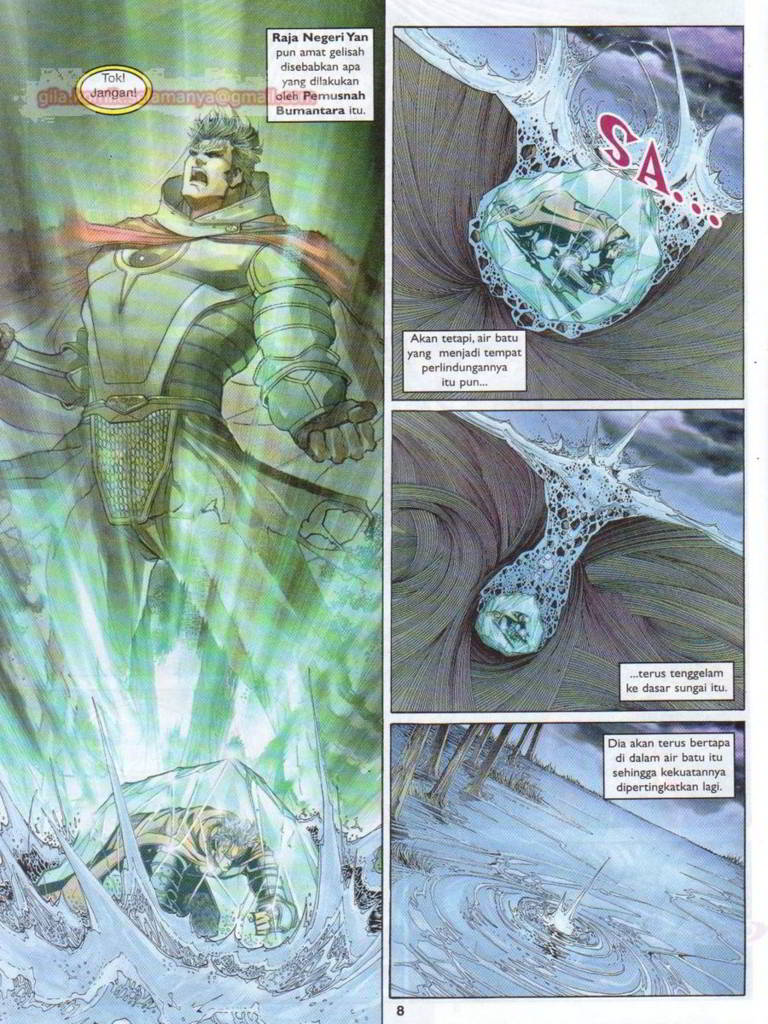 Raja Negeri Yan
pun amat gelisah
disebabkan apa
yang dilakukan
oleh Pemusnah
Bumantara itu.
Tok!
Jangan!
SA...
Akan tetapi, air batu
yang menjadi tempat
perlindungannya
itu pun...
...terus tenggelam
ke dasar sungai itu.
Dia akan terus bertapa
di dalam air batu itu
sehingga kekuatannya
dipertingkatkan lagi.
8